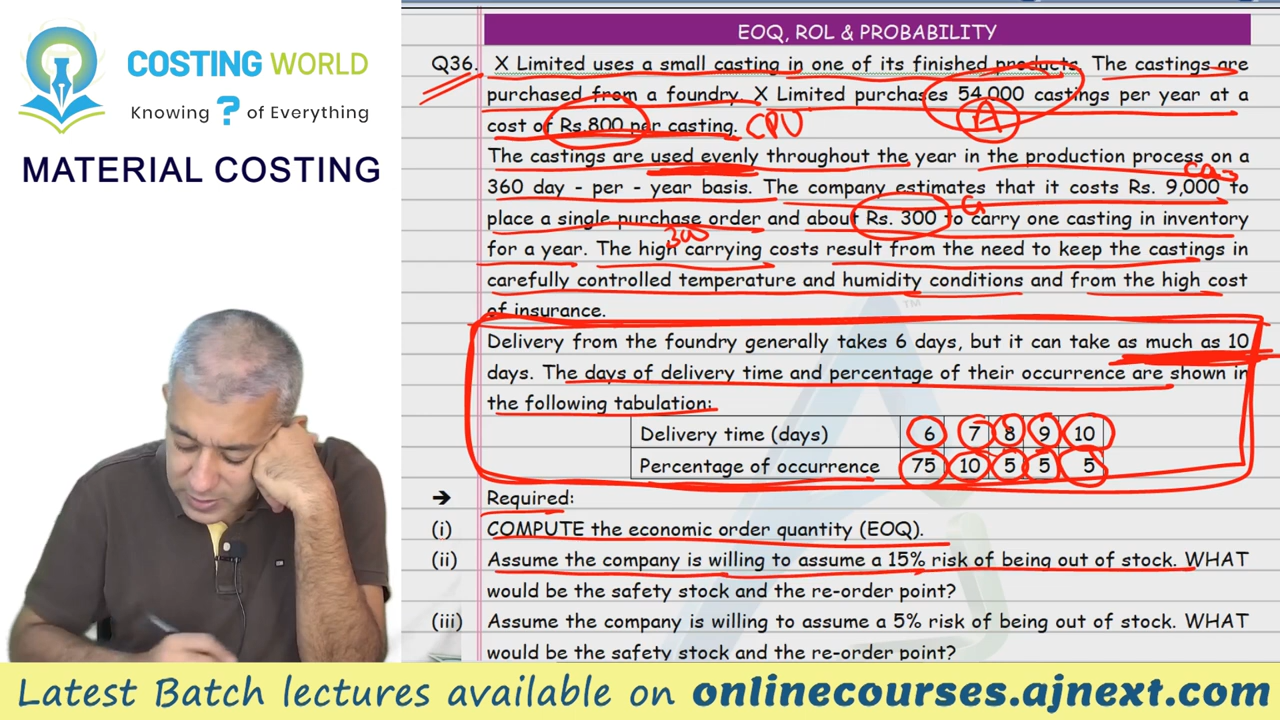 EOQ, ROL & PROBABILITY
COSTING WORLD
Knowing ? of Everything
MATERIAL COSTING
Q36. X Limited uses a small casting in one of its finished products. The castings are
purchased from a foundry. X Limited purchases 54,000 castings per year at a
cost of Rs.800 per casting. CPU
A
The castings are used evenly throughout the year in the production process on a
360 day - per - year basis. The company estimates that it costs Rs. 9,000 to
place a single purchase order and about Rs. 300 to carry one casting in inventory
300
for a year. The high carrying costs result from the need to keep the castings in
carefully controlled temperature and humidity conditions and from the high cost
of insurance.
Delivery from the foundry generally takes 6 days, but it can take as much as 10
days. The days of delivery time and percentage of their occurrence are shown in
the following tabulation:
Delivery time (days) 6 7 8 9 10
Percentage of occurrence 75 10 5 5 5
➔ Required:
(i) COMPUTE the economic order quantity (EOQ).
(ii) Assume the company is willing to assume a 15% risk of being out of stock. WHAT
would be the safety stock and the re-order point?
(iii) Assume the company is willing to assume a 5% risk of being out of stock. WHAT
would be the safety stock and the re-order point?
Latest Batch lectures available on onlinecourses.ajnext.com